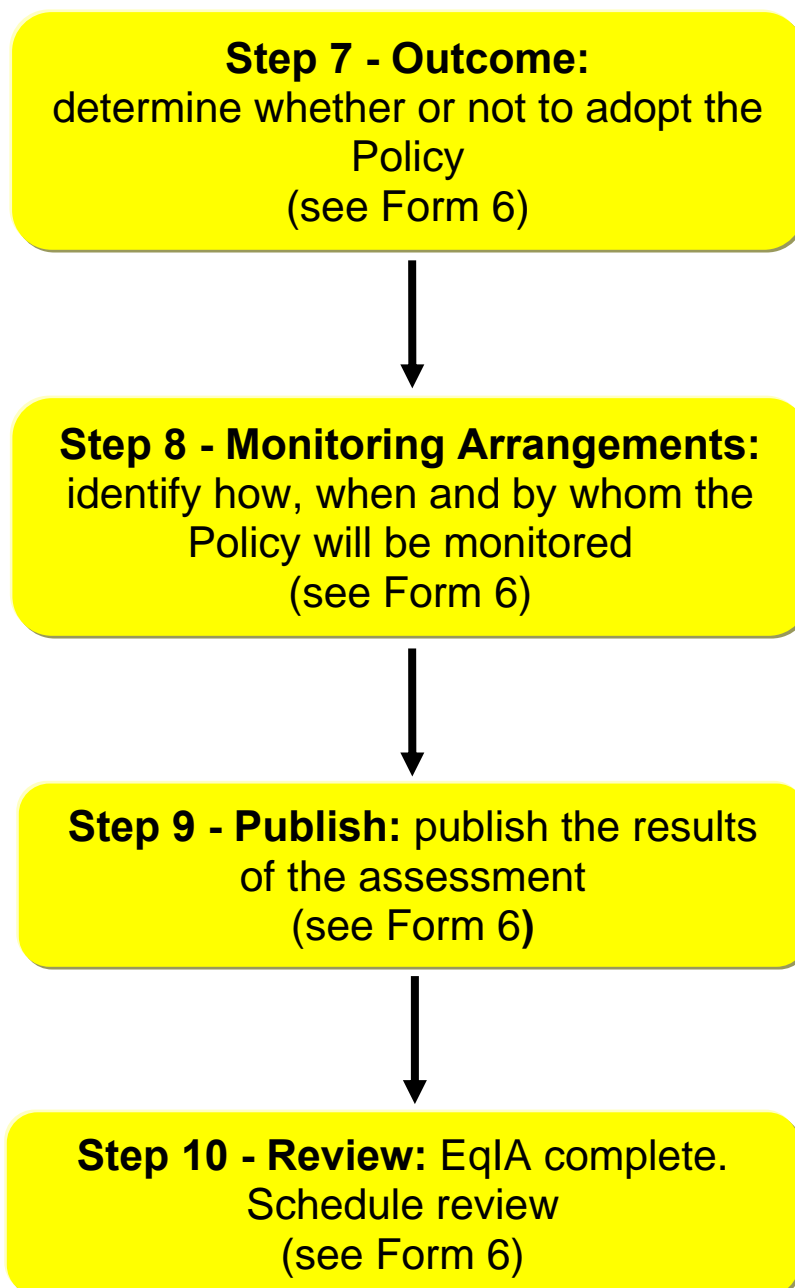 Step 7 - Outcome:
determine whether or not to adopt the
Policy
(see Form 6)
Step 8 - Monitoring Arrangements:
identify how, when and by whom the
Policy will be monitored
(see Form 6)
Step 9 - Publish: publish the results
of the assessment
(see Form 6)
Step 10 - Review: EqIA complete.
Schedule review
(see Form 6)